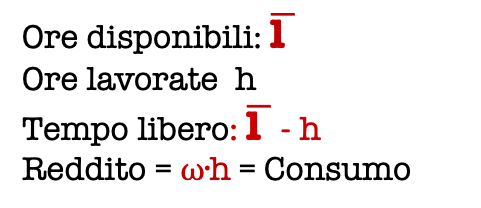 Ore disponibili: l̅
Ore lavorate h
Tempo libero: l̅ - h
Reddito = ω·h = Consumo